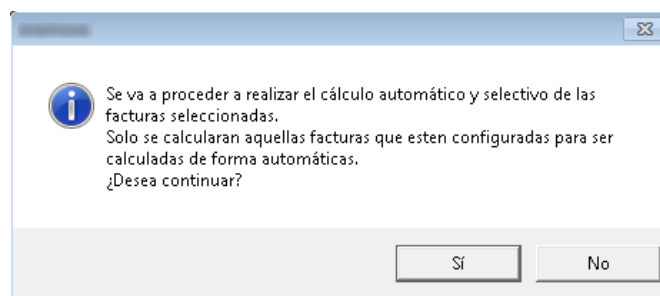 Se va a proceder a realizar el cálculo automático y selectivo de las
facturas seleccionadas.
Solo se calcularan aquellas facturas que esten configuradas para ser
calculadas de forma automáticas.
¿Desea continuar?
Sí
No